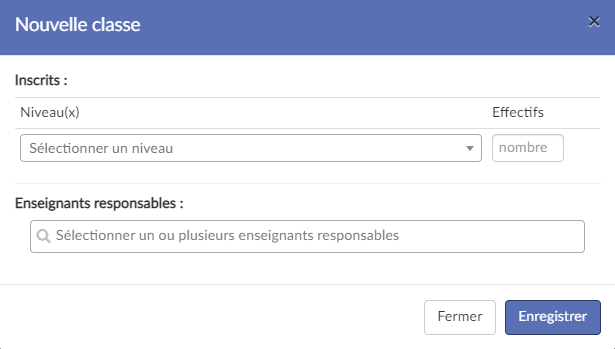 Nouvelle classe ×
Inscrits :
Niveau(x) Effectifs
Sélectionner un niveau nombre
Enseignants responsables :
Sélectionner un ou plusieurs enseignants responsables
Fermer Enregistrer